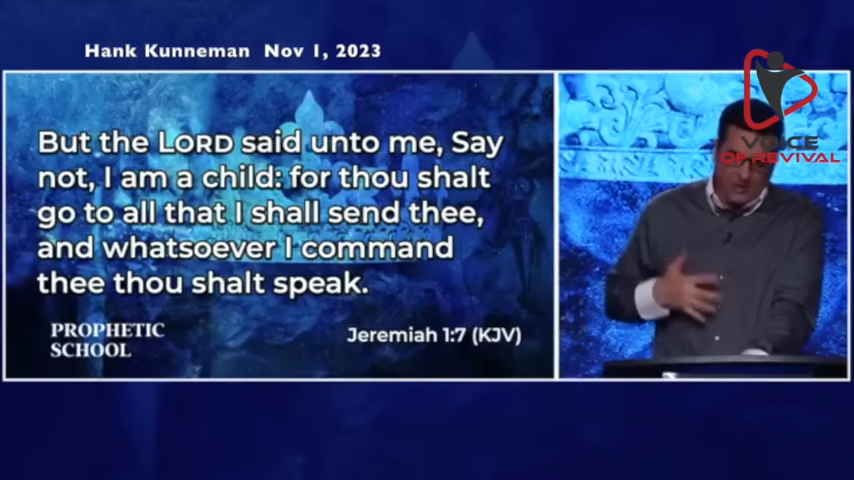 Hank Kunneman Nov 1, 2023
But the LORD said unto me, Say
not, I am a child: for thou shalt
go to all that I shall send thee,
and whatsoever I command
thee thou shalt speak.
PROPHETIC
SCHOOL
Jeremiah 1:7 (KJV)
VOICE
OF REVIVAL